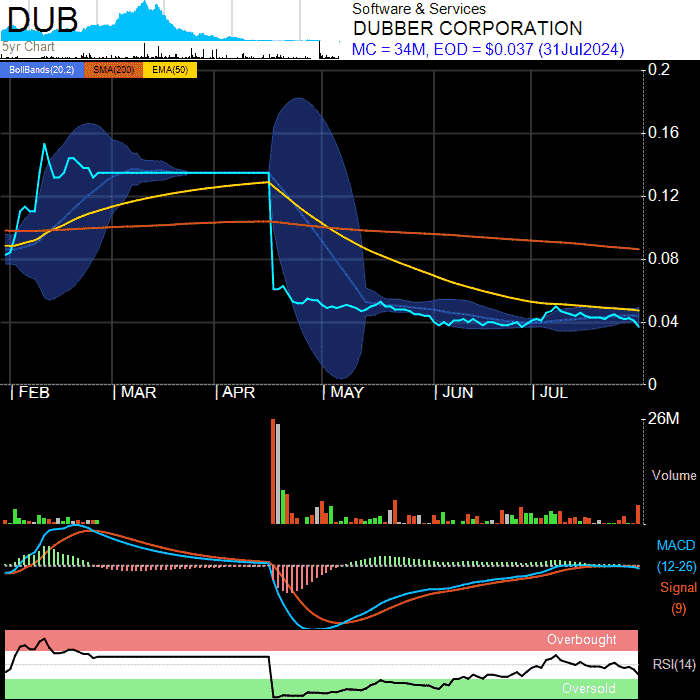 DUB
5yr Chart
Software & Services
DUBBER CORPORATION
MC = 34M, EOD = $0.037 (31Jul2024)
BollBands(20,2) SMA(200) EMA(50)
0.2
0.16
0.12
0.08
0.04
0
FEB MAR APR MAY JUN JUL
26M
Volume
MACD
(12-26)
Signal
(9)
Overbought
RSI(14)
Oversold